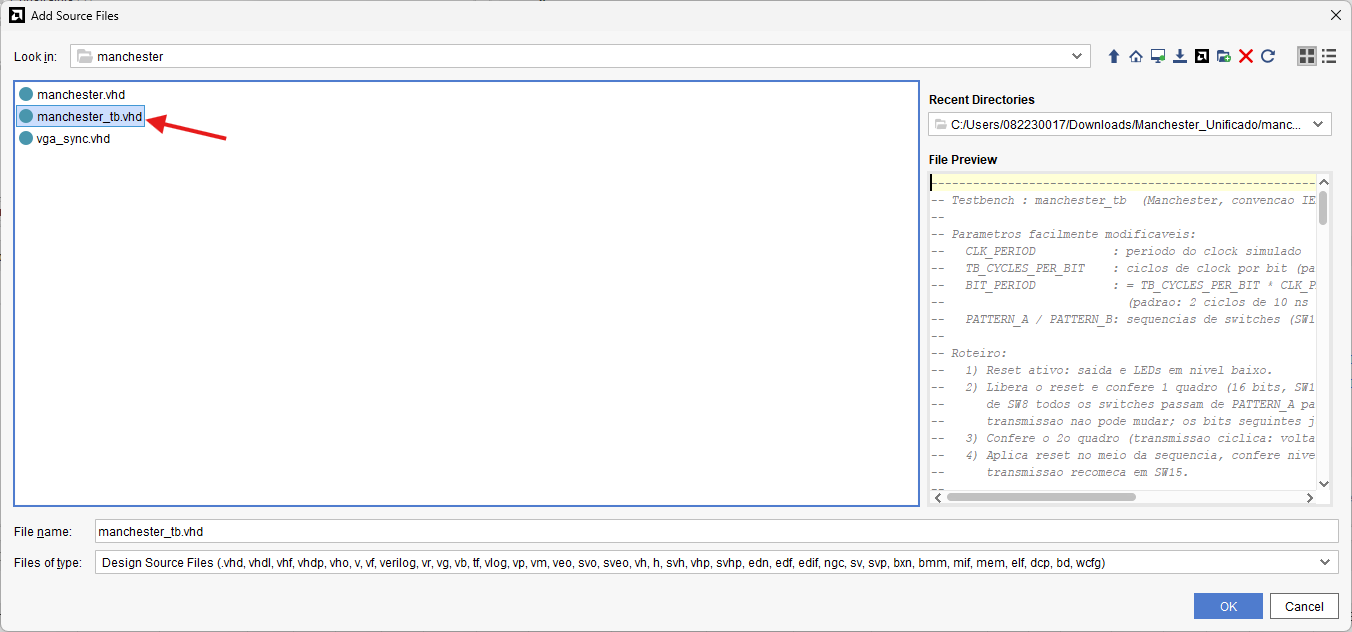 Add Source Files
Look in:
manchester
manchester.vhd
manchester_tb.vhd
vga_sync.vhd
Recent Directories
C:/Users/082230017/Downloads/Manchester_Unificado/manc...
File Preview
--------------------------------------------------------
-- Testbench : manchester_tb  (Manchester, convencao IE
--
-- Parametros facilmente modificaveis:
--   CLK_PERIOD           : periodo do clock simulado
--   TB_CYCLES_PER_BIT    : ciclos de clock por bit (pa
--   BIT_PERIOD           : = TB_CYCLES_PER_BIT * CLK_P
--                          (padrao: 2 ciclos de 10 ns
--   PATTERN_A / PATTERN_B: sequencias de switches (SW1
--
-- Roteiro:
--   1) Reset ativo: saida e LEDs em nivel baixo.
--   2) Libera o reset e confere 1 quadro (16 bits, SW1
--      de SW8 todos os switches passam de PATTERN_A pa
--      transmissao nao pode mudar; os bits seguintes j
--   3) Confere o 2o quadro (transmissao ciclica: volta
--   4) Aplica reset no meio da sequencia, confere nive
--      transmissao recomeca em SW15.
--
File name:
manchester_tb.vhd
Files of type:
Design Source Files (.vhd, vhdl, vhf, vhdp, vho, v, vf, verilog, vr, vg, vb, tf, vlog, vp, vm, veo, svo, sveo, vh, h, svh, vhp, svhp, edn, edf, edif, ngc, sv, svp, bxn, bmm, mif, mem, elf, dcp, bd, wcfg)
OK
Cancel